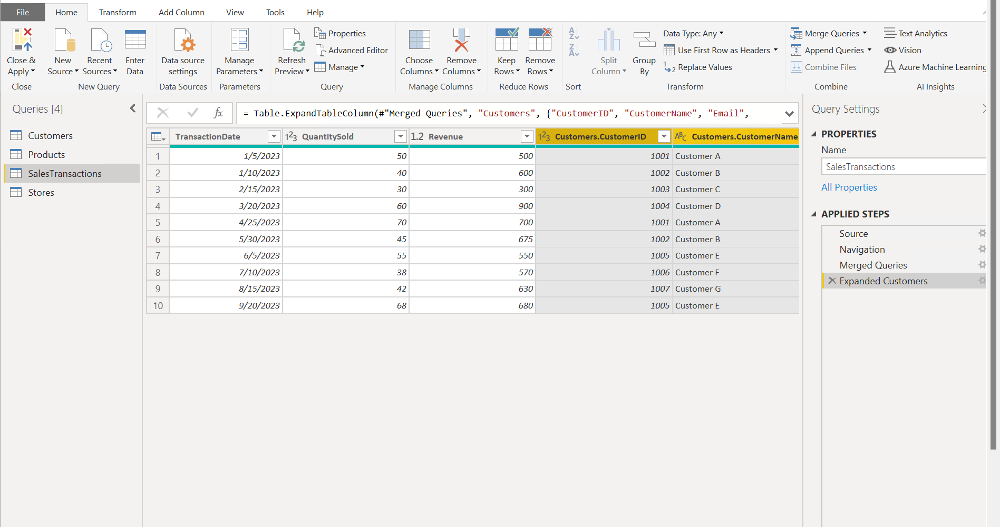 File Home Transform Add Column View Tools Help
Close & Apply New Source Recent Sources Enter Data Data source settings Manage Parameters Refresh Preview Properties Advanced Editor Manage Choose Columns Remove Columns Keep Rows Remove Rows Split Column Group By Data Type: Any Use First Row as Headers Replace Values Merge Queries Append Queries Combine Files Text Analytics Vision Azure Machine Learning
Close New Query Data Sources Parameters Query Manage Columns Reduce Rows Sort Transform Combine AI Insights
Queries [4]
Customers
Products
SalesTransactions
Stores
fx = Table.ExpandTableColumn(#"Merged Queries", "Customers", {"CustomerID", "CustomerName", "Email",
TransactionDate 123 QuantitySold 1.2 Revenue 123 Customers.CustomerID ABC Customers.CustomerName
1 1/5/2023 50 500 1001 Customer A
2 1/10/2023 40 600 1002 Customer B
3 2/15/2023 30 300 1003 Customer C
4 3/20/2023 60 900 1004 Customer D
5 4/25/2023 70 700 1001 Customer A
6 5/30/2023 45 675 1002 Customer B
7 6/5/2023 55 550 1005 Customer E
8 7/10/2023 38 570 1006 Customer F
9 8/15/2023 42 630 1007 Customer G
10 9/20/2023 68 680 1005 Customer E
Query Settings
PROPERTIES
Name
SalesTransactions
All Properties
APPLIED STEPS
Source
Navigation
Merged Queries
Expanded Customers